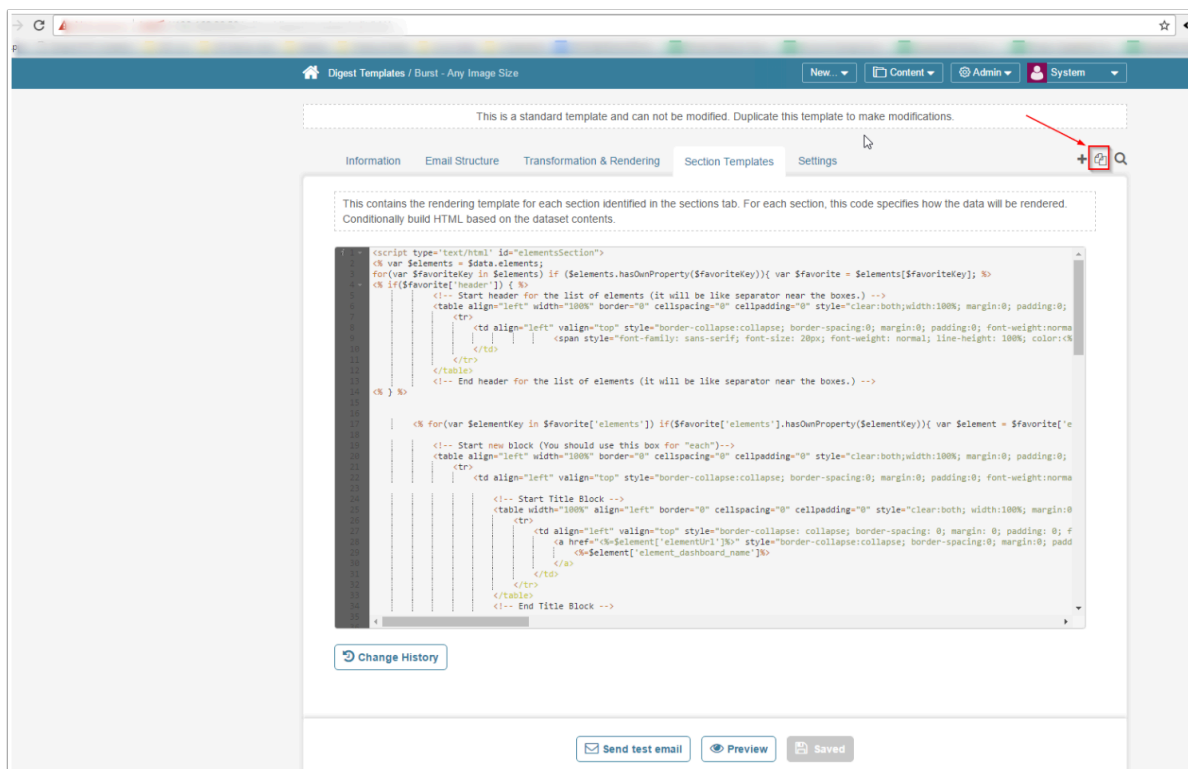 Digest Templates / Burst - Any Image Size
New...
Content
Admin
System
This is a standard template and can not be modified. Duplicate this template to make modifications.
Information
Email Structure
Transformation & Rendering
Section Templates
Settings
This contains the rendering template for each section identified in the sections tab. For each section, this code specifies how the data will be rendered.
Conditionally build HTML based on the dataset contents.
<script type='text/html' id="elementsSection">
<% var $elements = $data.elements;
for(var $favoriteKey in $elements) if ($elements.hasOwnProperty($favoriteKey)){ var $favorite = $elements[$favoriteKey]; %>
<% if($favorite['header']) { %>
<!-- Start header for the list of elements (it will be like separator near the boxes.) -->
<table align="left" width="100%" border="0" cellspacing="0" cellpadding="0" style="clear:both;width:100%; margin:0; padding:0;
<tr>
<td align="left" valign="top" style="border-collapse:collapse; border-spacing:0; margin:0; padding:0; font-weight:norma
<span style="font-family: sans-serif; font-size: 20px; font-weight: normal; line-height: 100%; color:<%
</td>
</tr>
</table>
<!-- End header for the list of elements (it will be like separator near the boxes.) -->
<% } %>
<% for(var $elementKey in $favorite['elements']) if($favorite['elements'].hasOwnProperty($elementKey)){ var $element = $favorite['e
<!-- Start new block (You should use this box for "each")-->
<table align="left" width="100%" border="0" cellspacing="0" cellpadding="0" style="clear:both;width:100%; margin:0; padding:0;
<tr>
<td align="left" valign="top" style="border-collapse:collapse; border-spacing:0; margin:0; padding:0; font-weight:norma
<!-- Start Title Block -->
<table width="100%" align="left" border="0" cellspacing="0" cellpadding="0" style="clear:both; width:100%; margin:0
<tr>
<td align="left" valign="top" style="border-collapse: collapse; border-spacing: 0; margin: 0; padding: 0; f
<a href="<%=$element['elementUrl']%>" style="border-collapse:collapse; border-spacing:0; margin:0; padd
<%=$element['element_dashboard_name']%>
</a>
</td>
</tr>
</table>
<!-- End Title Block -->
Change History
Send test email
Preview
Saved